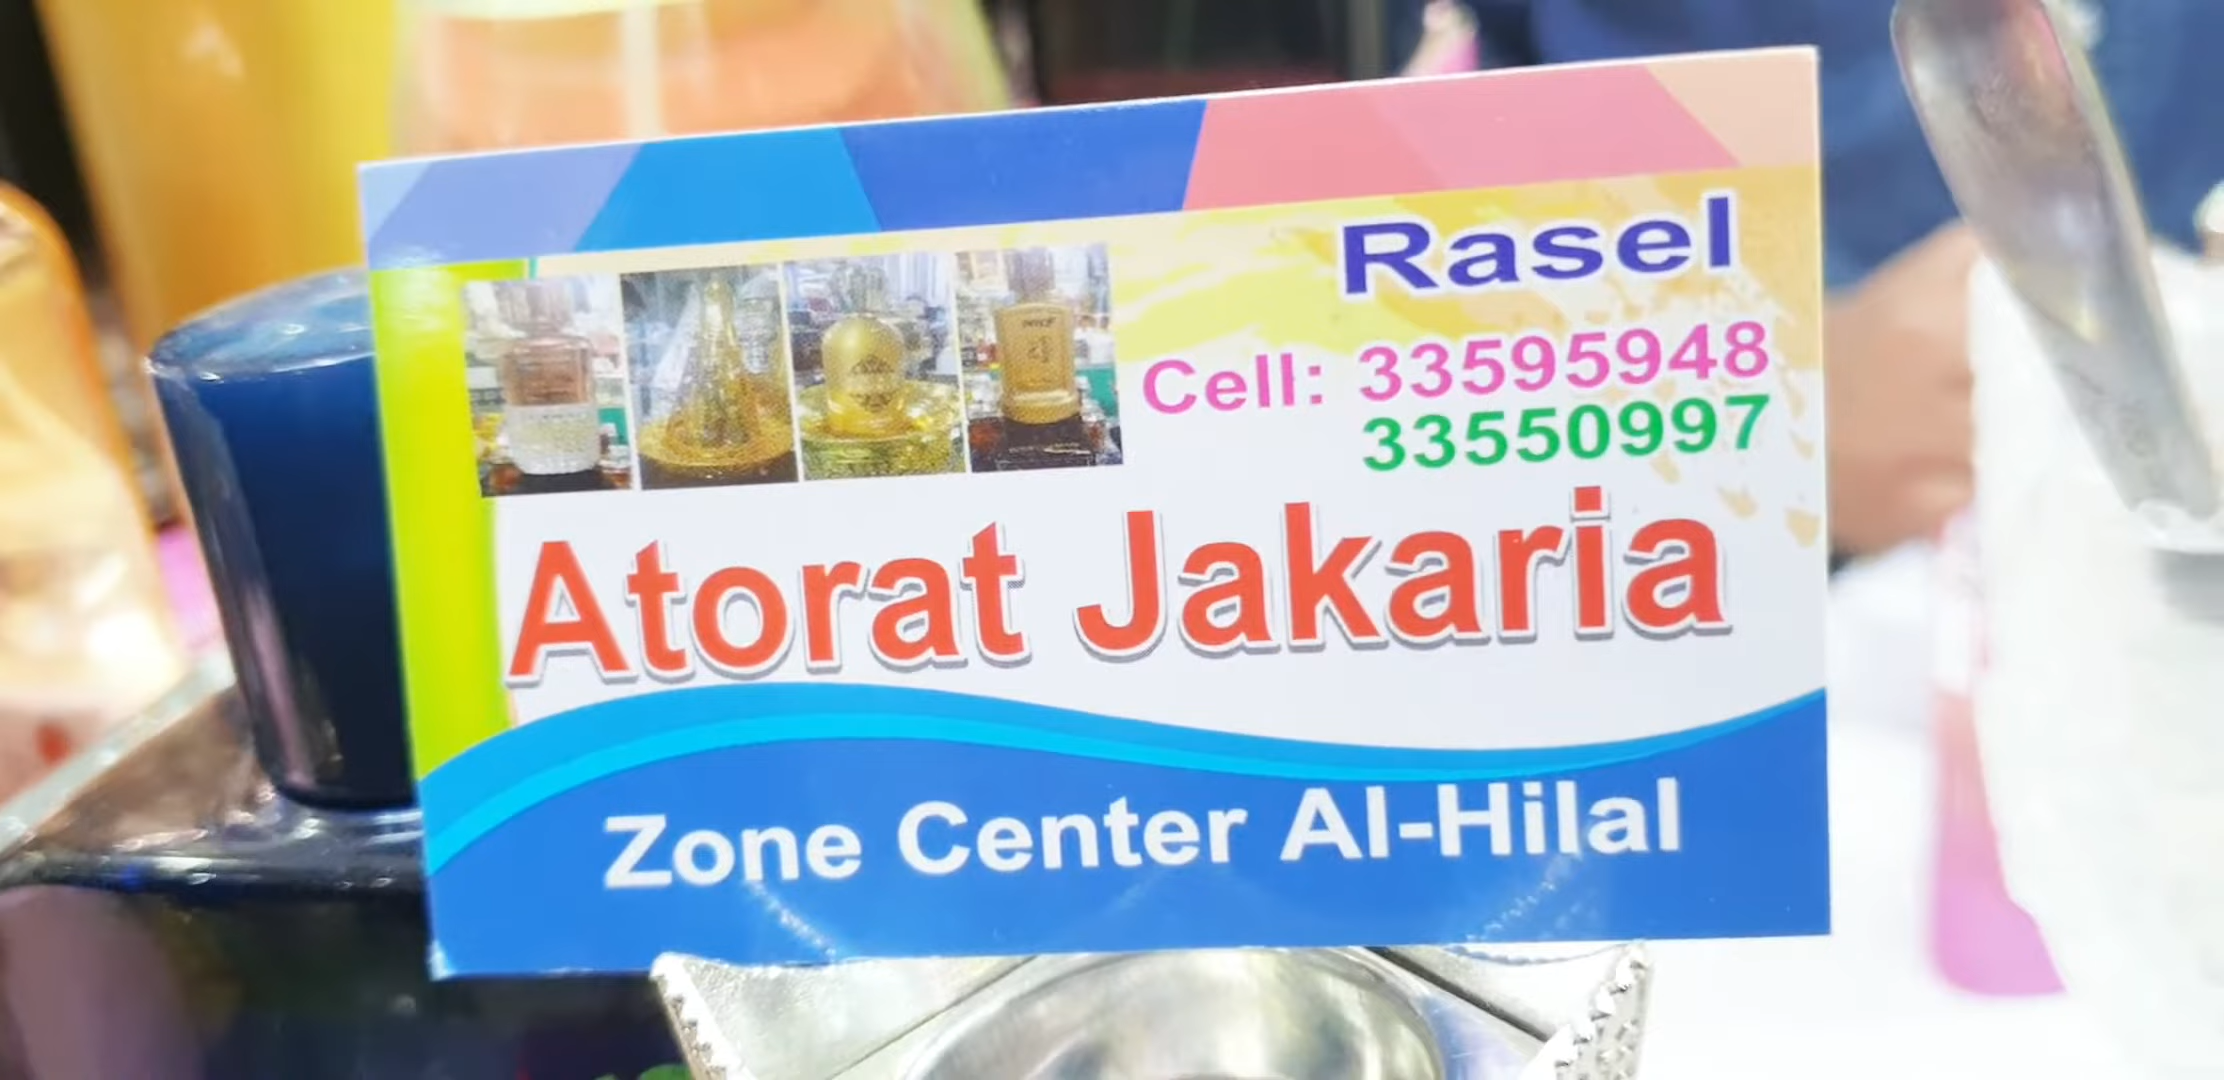 Rasel
Cell: 33595948
33550997
Atorat Jakaria
Zone Center Al-Hilal